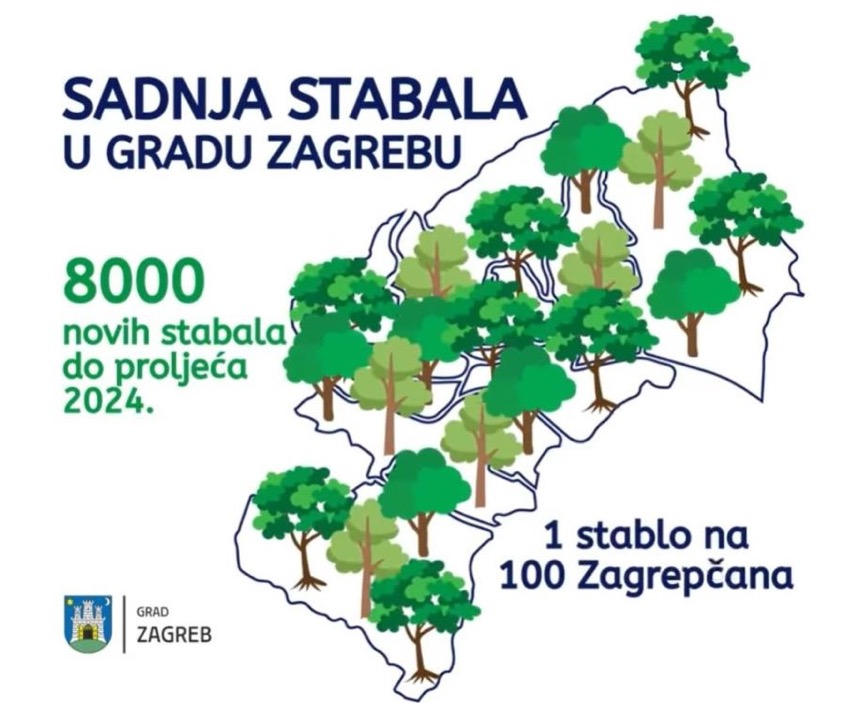 SADNJA STABALA
U GRADU ZAGREBU
8000
novih stabala
do proljeća
2024.
1 stablo na
100 Zagrepčana
GRAD
ZAGREB